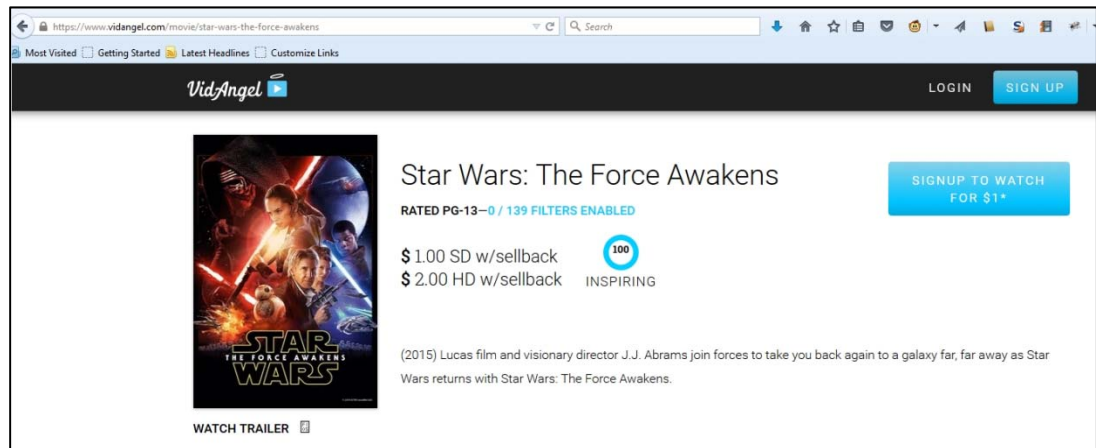 https://www.vidangel.com/movie/star-wars-the-force-awakens
Search
Most Visited Getting Started Latest Headlines Customize Links
VidAngel
LOGIN
SIGN UP
Star Wars: The Force Awakens
SIGNUP TO WATCH
FOR $1*
RATED PG-13—0 / 139 FILTERS ENABLED
$ 1.00 SD w/sellback
100
$ 2.00 HD w/sellback
INSPIRING
STAR
THE FORCE AWAKENS
WARS
(2015) Lucas film and visionary director J.J. Abrams join forces to take you back again to a galaxy far, far away as Star
Wars returns with Star Wars: The Force Awakens.
WATCH TRAILER